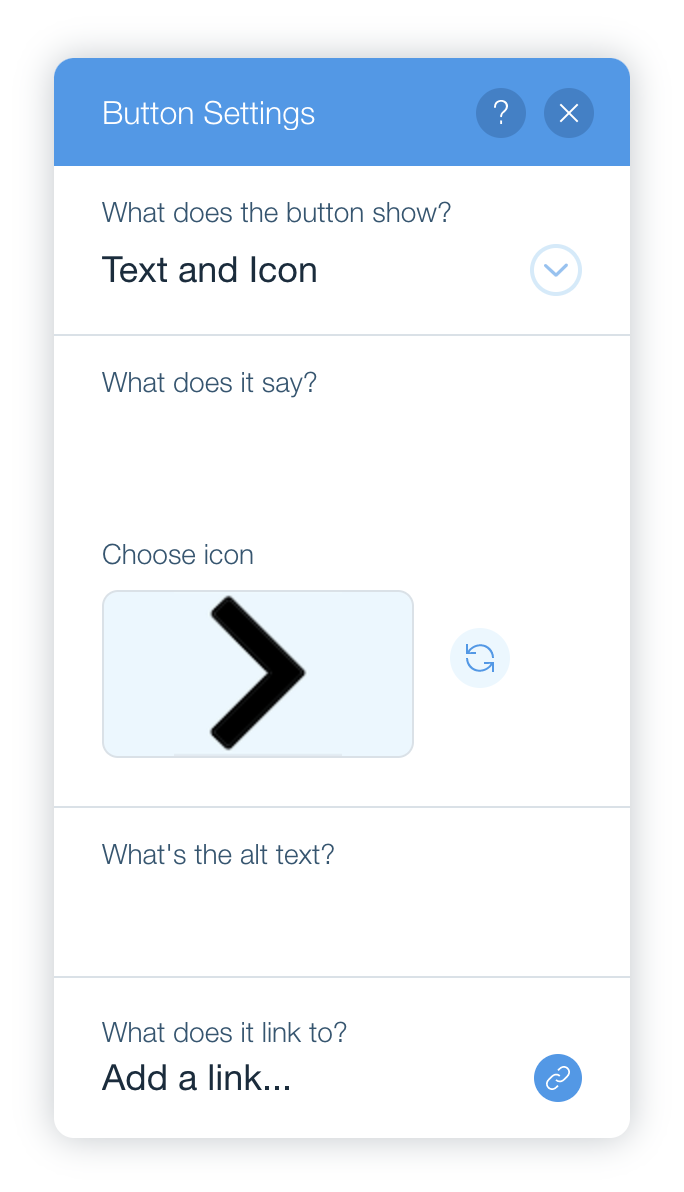 Button Settings
?
What does the button show?
Text and Icon
What does it say?
Choose icon
What's the alt text?
What does it link to?
Add a link...